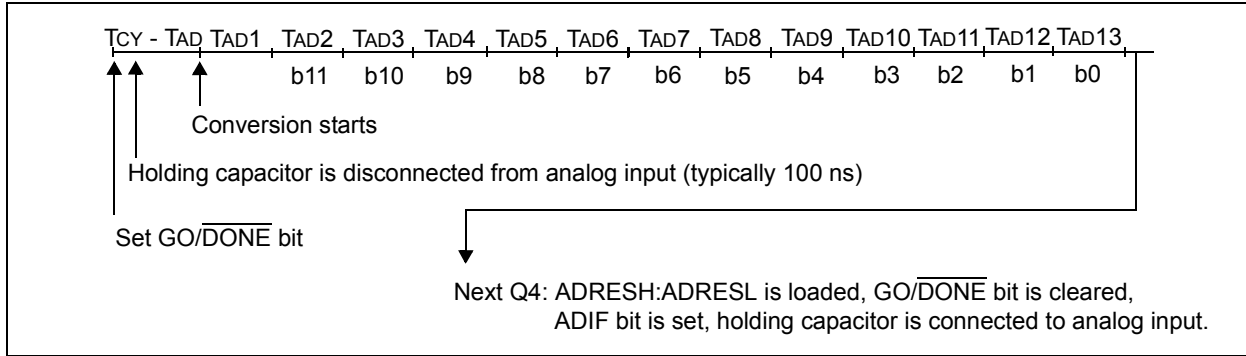 TCY - TAD TAD1 TAD2 TAD3 TAD4 TAD5 TAD6 TAD7 TAD8 TAD9 TAD10 TAD11 TAD12 TAD13
b11 b10 b9 b8 b7 b6 b5 b4 b3 b2 b1 b0
Conversion starts
Holding capacitor is disconnected from analog input (typically 100 ns)
Set GO/DONE bit
Next Q4: ADRESH:ADRESL is loaded, GO/DONE bit is cleared,
ADIF bit is set, holding capacitor is connected to analog input.